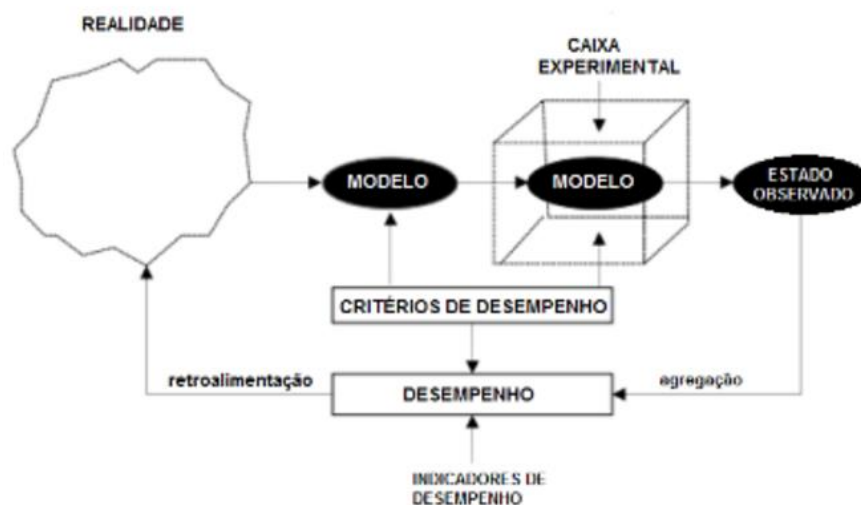 REALIDADE
CAIXA
EXPERIMENTAL
MODELO
MODELO
ESTADO
OBSERVADO
CRITÉRIOS DE DESEMPENHO
retroalimentação
DESEMPENHO
agregação
INDICADORES DE
DESEMPENHO